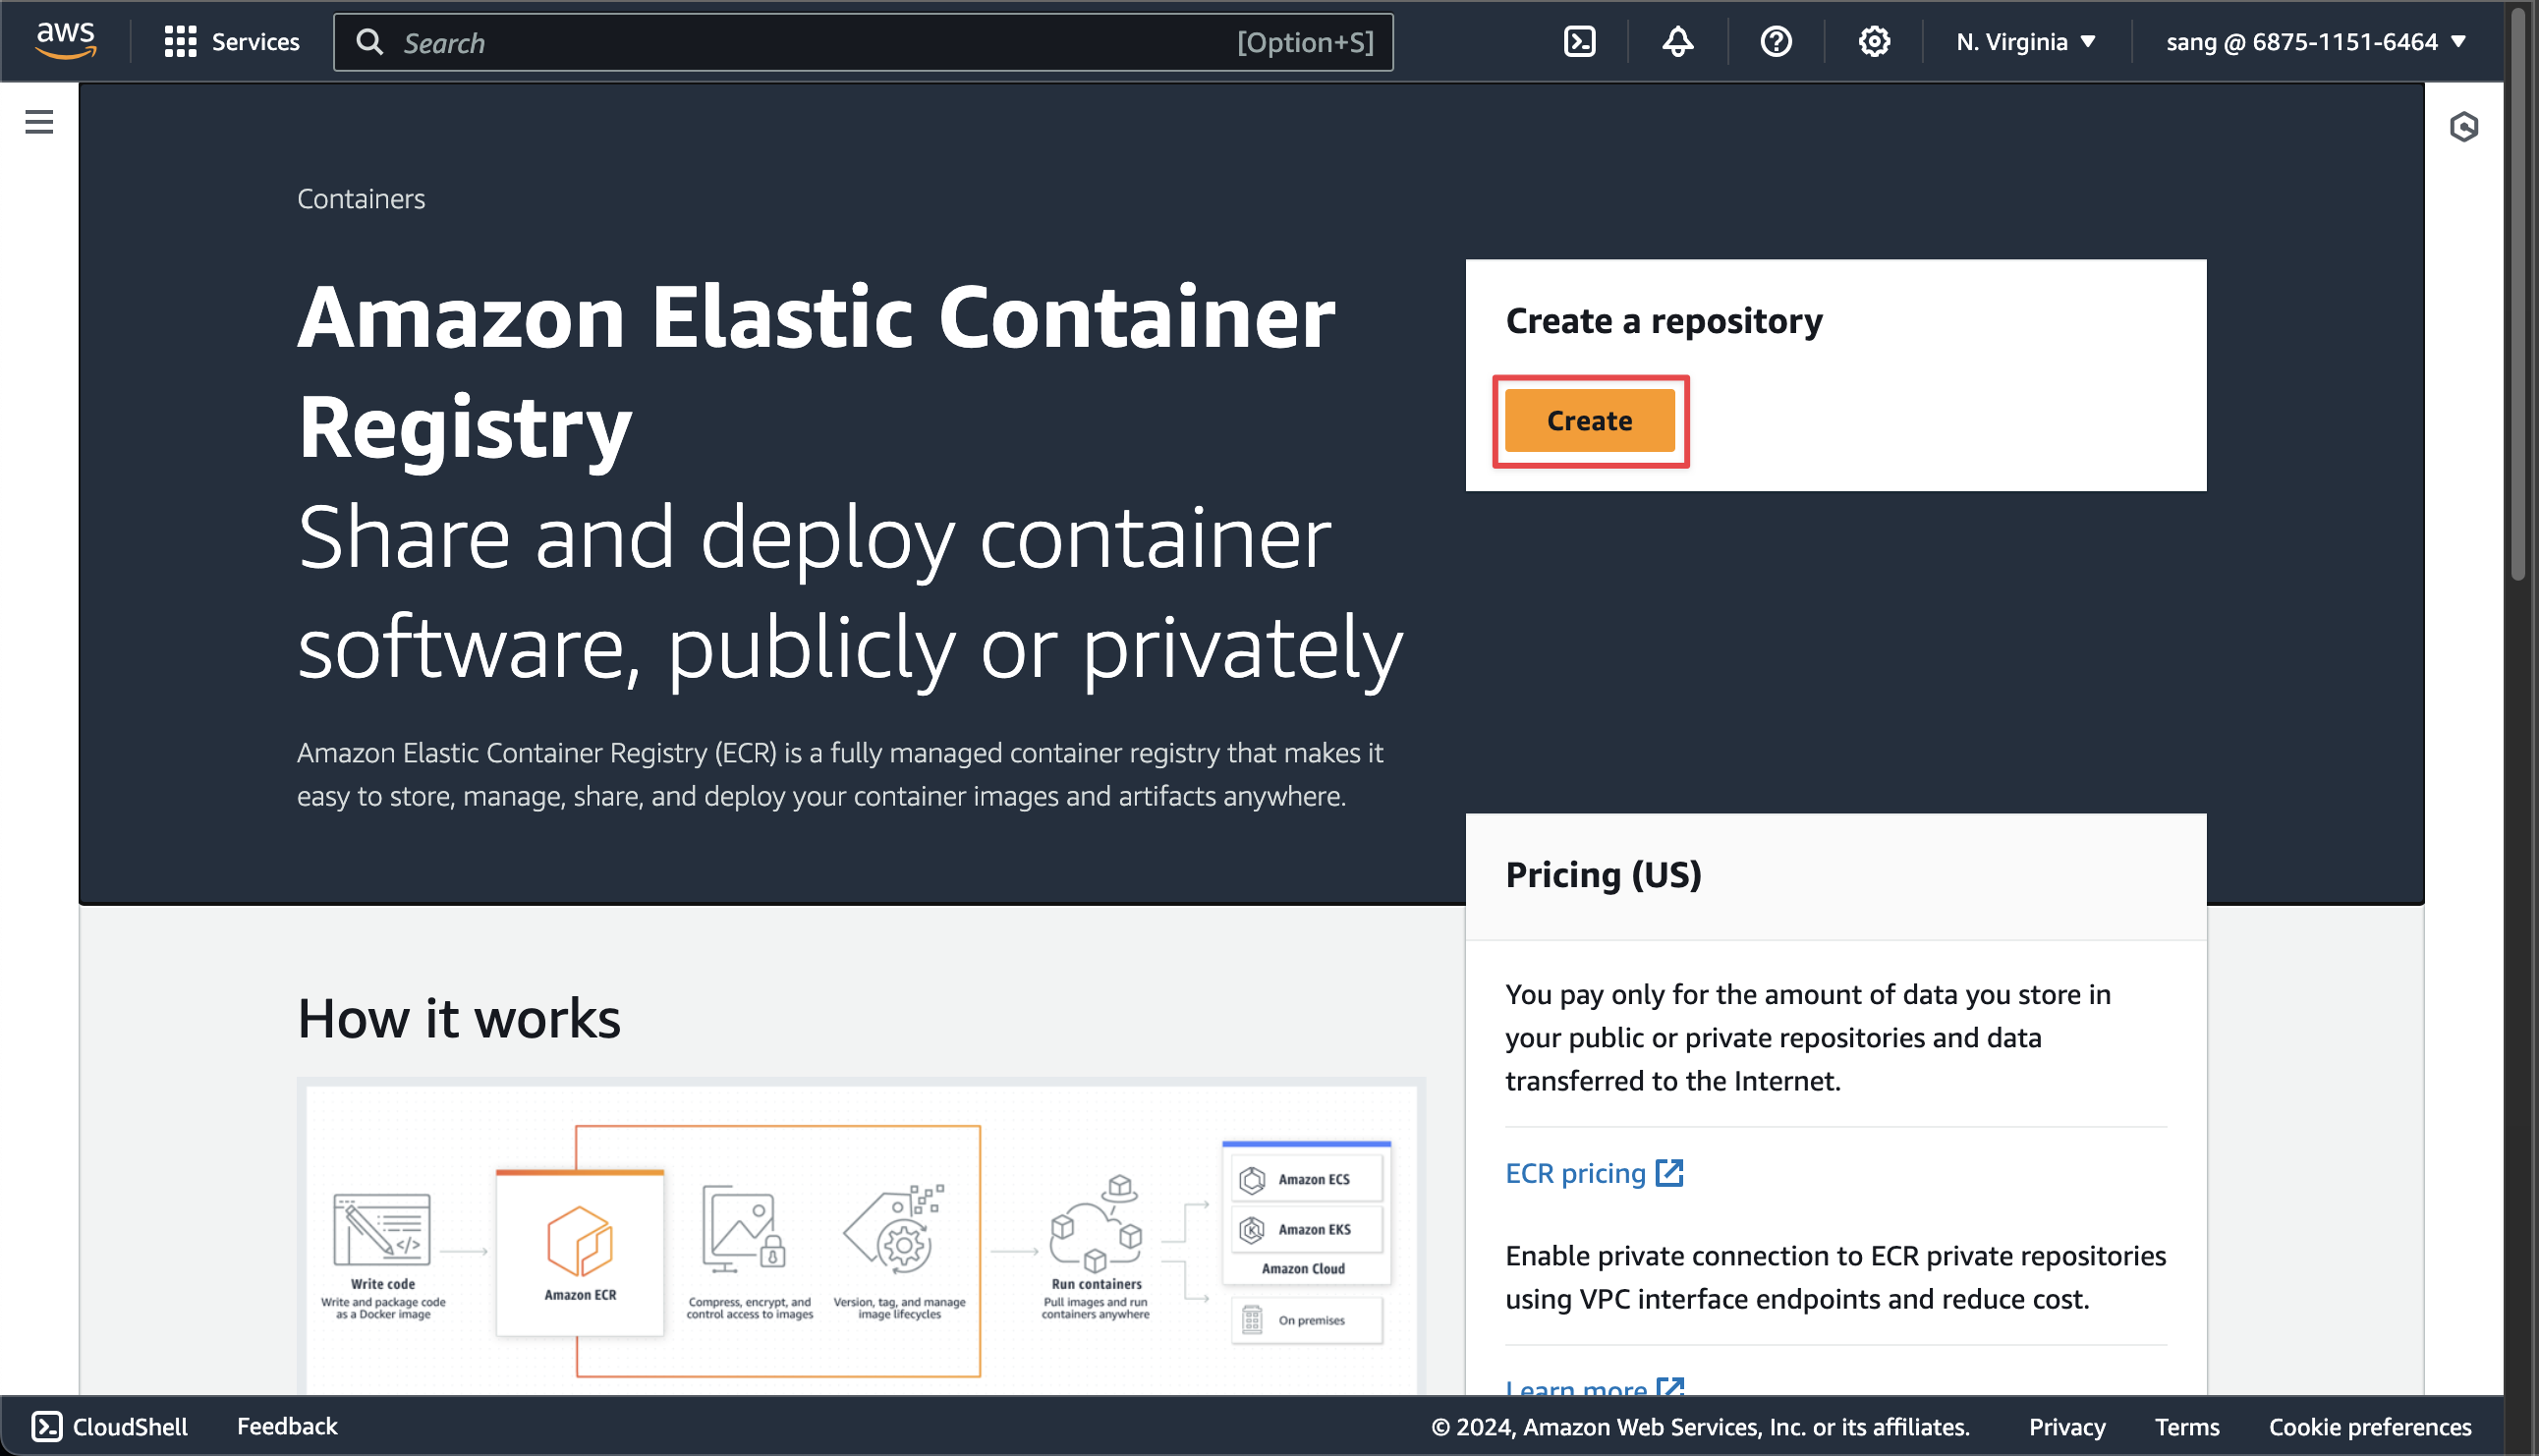 aws
Services
Search
[Option+S]
N. Virginia
sang @ 6875-1151-6464
Containers
Amazon Elastic Container
Registry
Share and deploy container
software, publicly or privately
Amazon Elastic Container Registry (ECR) is a fully managed container registry that makes it
easy to store, manage, share, and deploy your container images and artifacts anywhere.
Create a repository
Create
Pricing (US)
You pay only for the amount of data you store in
your public or private repositories and data
transferred to the Internet.
ECR pricing
Enable private connection to ECR private repositories
using VPC interface endpoints and reduce cost.
Learn more
How it works
Write code
Write and package code
as a Docker image
Amazon ECR
Compress, encrypt, and
control access to images
Version, tag, and manage
image lifecycles
Run containers
Pull images and run
containers anywhere
Amazon ECS
Amazon EKS
Amazon Cloud
On premises
CloudShell
Feedback
© 2024, Amazon Web Services, Inc. or its affiliates.
Privacy
Terms
Cookie preferences